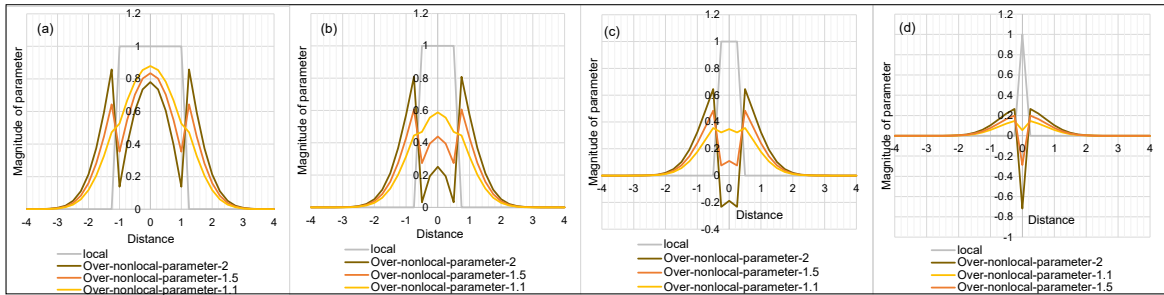 (a)
Magnitude of parameter
1.2
1
0.8
0.6
0.4
0.2
0
-4 -3 -2 -1 0 1 2 3 4
Distance
local
Over-nonlocal-parameter-2
Over-nonlocal-parameter-1.5
Over-nonlocal-parameter-1.1
(b)
Magnitude of parameter
1.2
1
0.8
0.6
0.4
0.2
0
-4 -3 -2 -1 0 1 2 3 4
Distance
local
Over-nonlocal-parameter-2
Over-nonlocal-parameter-1.5
Over-nonlocal-parameter-1.1
(c)
Magnitude of parameter
1.2
1
0.8
0.6
0.4
0.2
0
-4 -3 -2 -1 0 1 2 3 4
-0.2
Distance
-0.4
local
Over-nonlocal-parameter-2
Over-nonlocal-parameter-1.5
Over-nonlocal-parameter-1.1
(d)
Magnitude of parameter
1.2
1
0.8
0.6
0.4
0.2
0
-4 -3 -2 -1 0 1 2 3 4
-0.2
-0.4
-0.6
-0.8
Distance
-1
local
Over-nonlocal-parameter-2
Over-nonlocal-parameter-1.1
Over-nonlocal-parameter-1.5